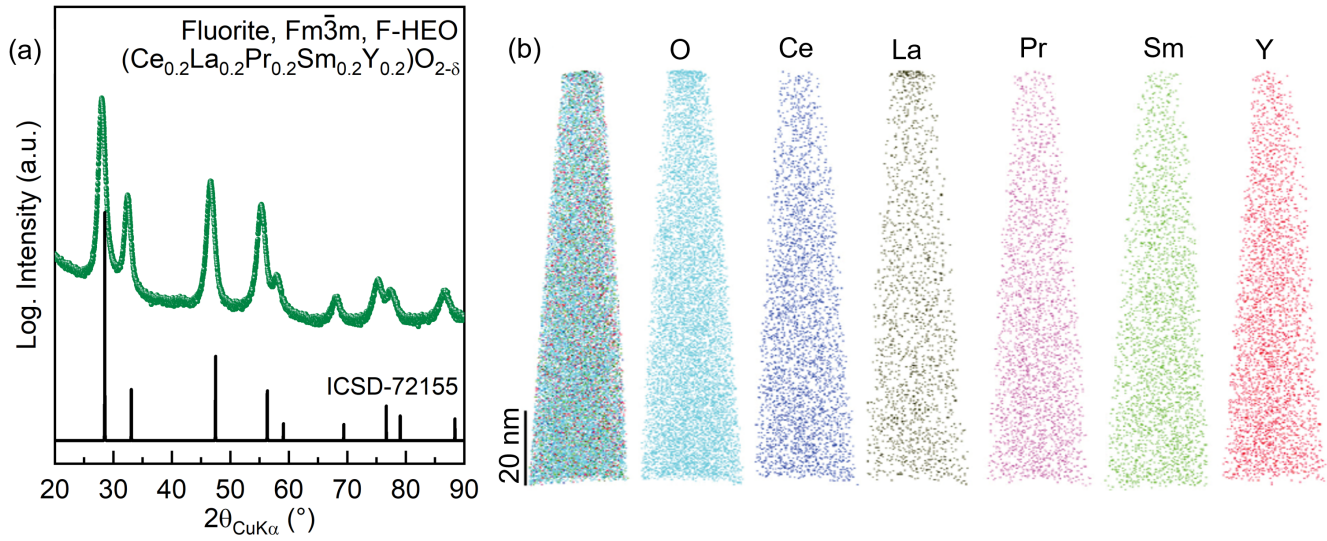 (a)
Fluorite, Fm3̄m, F-HEO
(Ce0.2La0.2Pr0.2Sm0.2Y0.2)O2-δ
Log. Intensity (a.u.)
ICSD-72155
20 30 40 50 60 70 80 90
2θCuKα (°)
(b)
O Ce La Pr Sm Y
20 nm